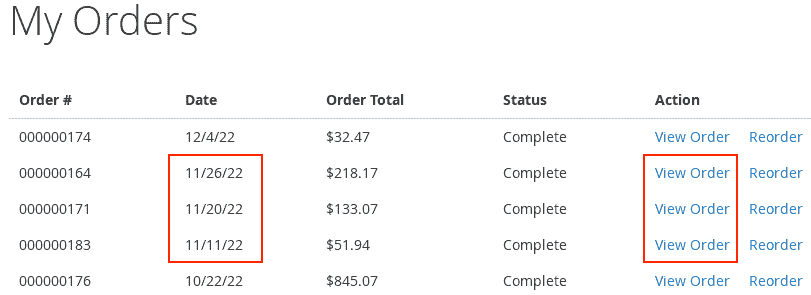 My Orders
Order # Date Order Total Status Action
000000174 12/4/22 $32.47 Complete View Order Reorder
000000164 11/26/22 $218.17 Complete View Order Reorder
000000171 11/20/22 $133.07 Complete View Order Reorder
000000183 11/11/22 $51.94 Complete View Order Reorder
000000176 10/22/22 $845.07 Complete View Order Reorder